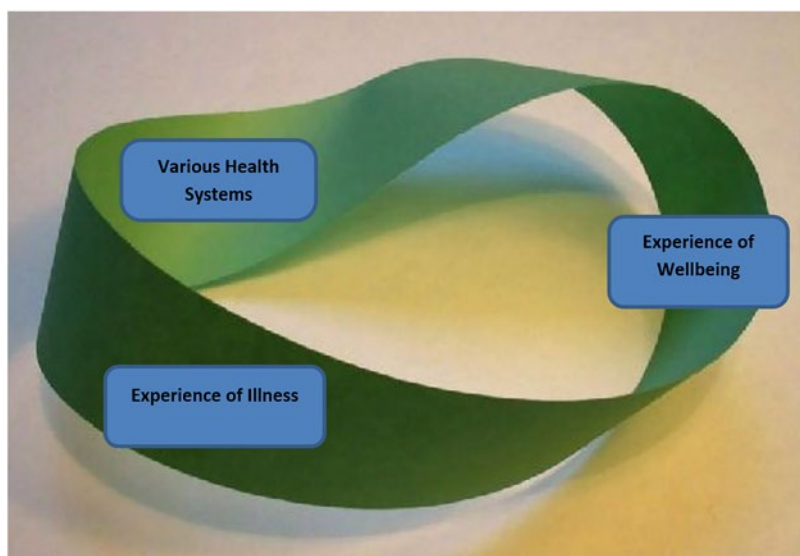 Various Health
Systems
Experience of
Wellbeing
Experience of Illness